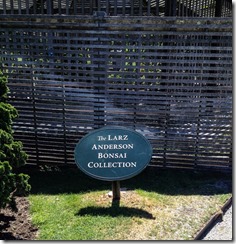 The LARZ
ANDERSON
BONSAI
COLLECTION